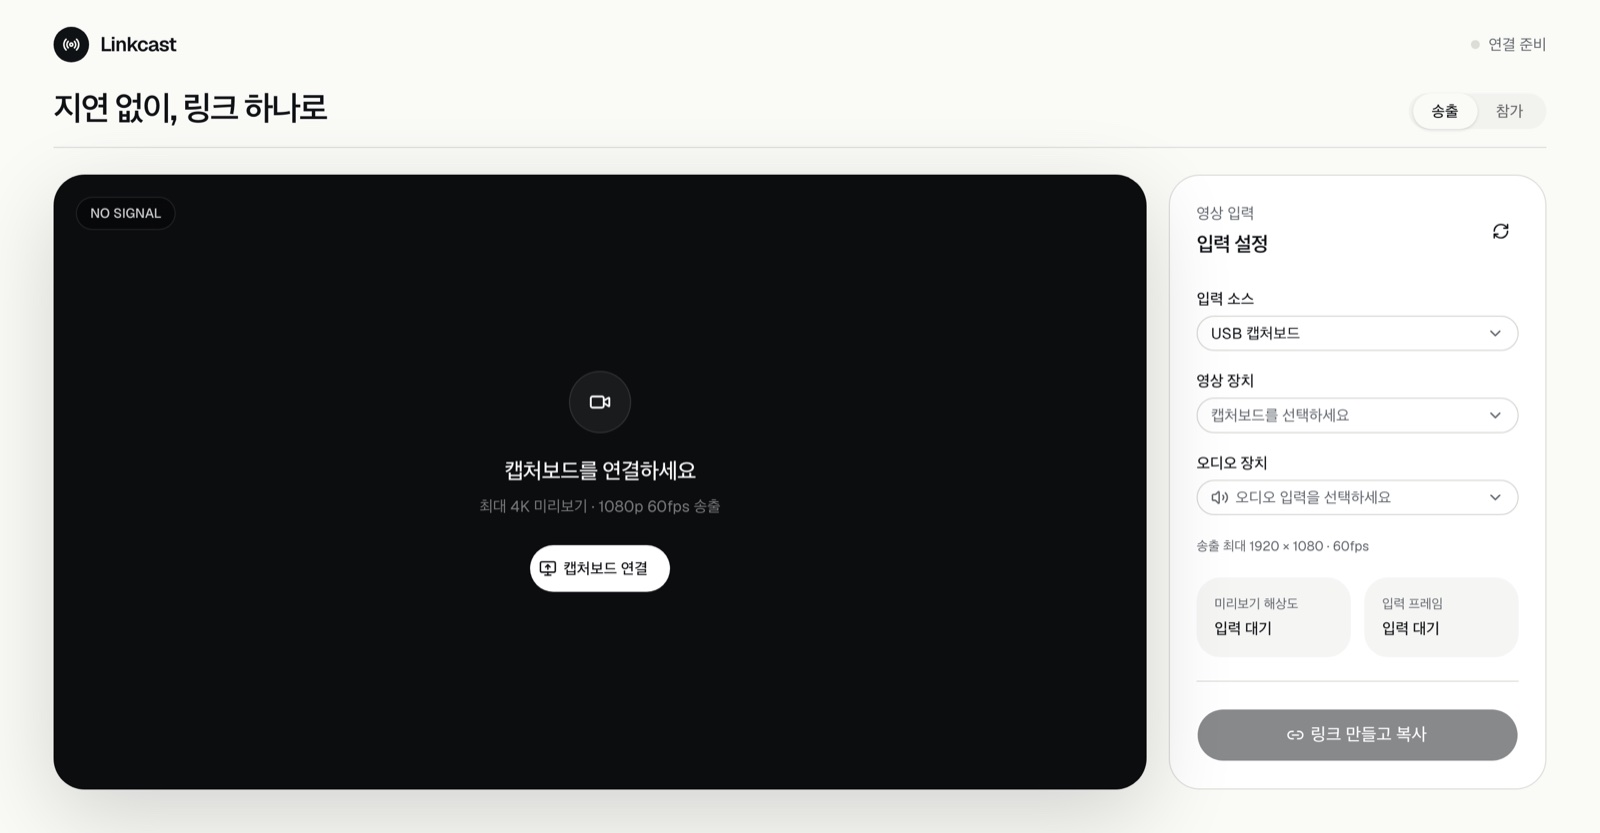 Linkcast
연결 준비
지연 없이, 링크 하나로
송출
참가
NO SIGNAL
캡처보드를 연결하세요
최대 4K 미리보기 · 1080p 60fps 송출
캡처보드 연결
영상 입력
입력 설정
입력 소스
USB 캡처보드
영상 장치
캡처보드를 선택하세요
오디오 장치
오디오 입력을 선택하세요
송출 최대 1920 × 1080 · 60fps
미리보기 해상도
입력 대기
입력 프레임
입력 대기
링크 만들고 복사